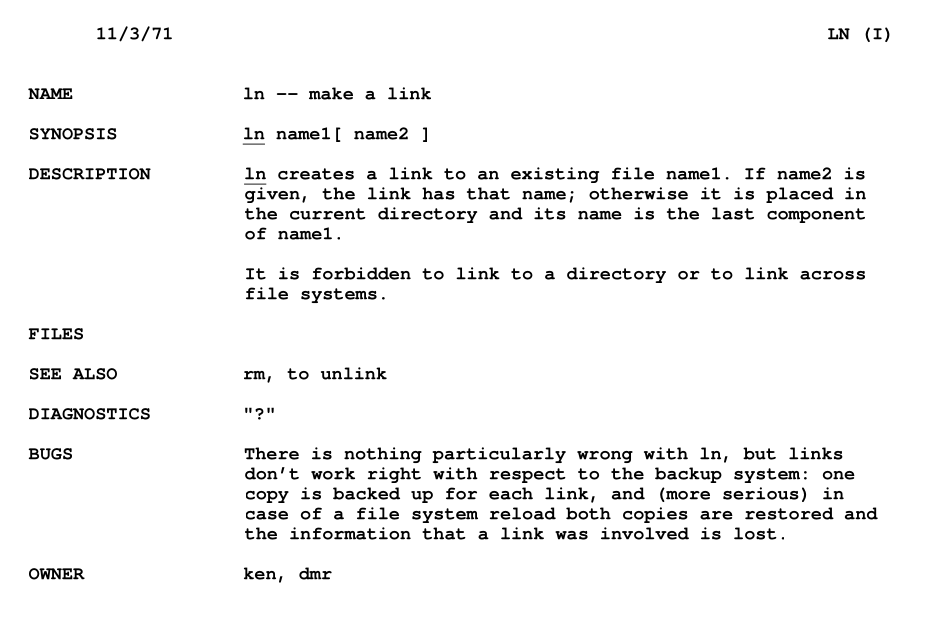 11/3/71 LN (I)
NAME ln -- make a link
SYNOPSIS ln name1[ name2 ]
DESCRIPTION ln creates a link to an existing file name1. If name2 is
given, the link has that name; otherwise it is placed in
the current directory and its name is the last component
of name1.
It is forbidden to link to a directory or to link across
file systems.
FILES
SEE ALSO rm, to unlink
DIAGNOSTICS "?"
BUGS There is nothing particularly wrong with ln, but links
don't work right with respect to the backup system: one
copy is backed up for each link, and (more serious) in
case of a file system reload both copies are restored and
the information that a link was involved is lost.
OWNER ken, dmr